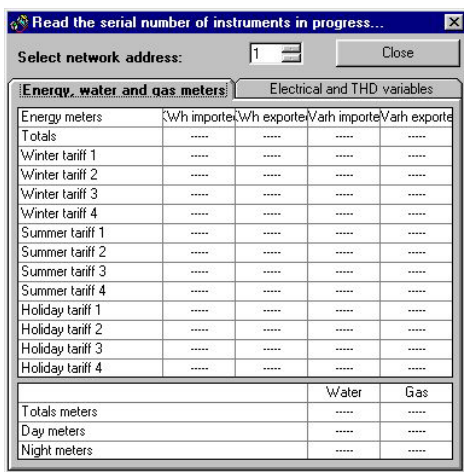 Read the serial number of instruments in progress...
Select network address: 1 Close
Energy, water and gas meters Electrical and THD variables
Energy meters Wh importe Wh exporte Varh importe Varh exporte
Totals ----- ----- ----- -----
Winter tariff 1 ----- ----- ----- -----
Winter tariff 2 ----- ----- ----- -----
Winter tariff 3 ----- ----- ----- -----
Winter tariff 4 ----- ----- ----- -----
Summer tariff 1 ----- ----- ----- -----
Summer tariff 2 ----- ----- ----- -----
Summer tariff 3 ----- ----- ----- -----
Summer tariff 4 ----- ----- ----- -----
Holiday tariff 1 ----- ----- ----- -----
Holiday tariff 2 ----- ----- ----- -----
Holiday tariff 3 ----- ----- ----- -----
Holiday tariff 4 ----- ----- ----- -----
Water Gas
Totals meters ----- -----
Day meters ----- -----
Night meters ----- -----